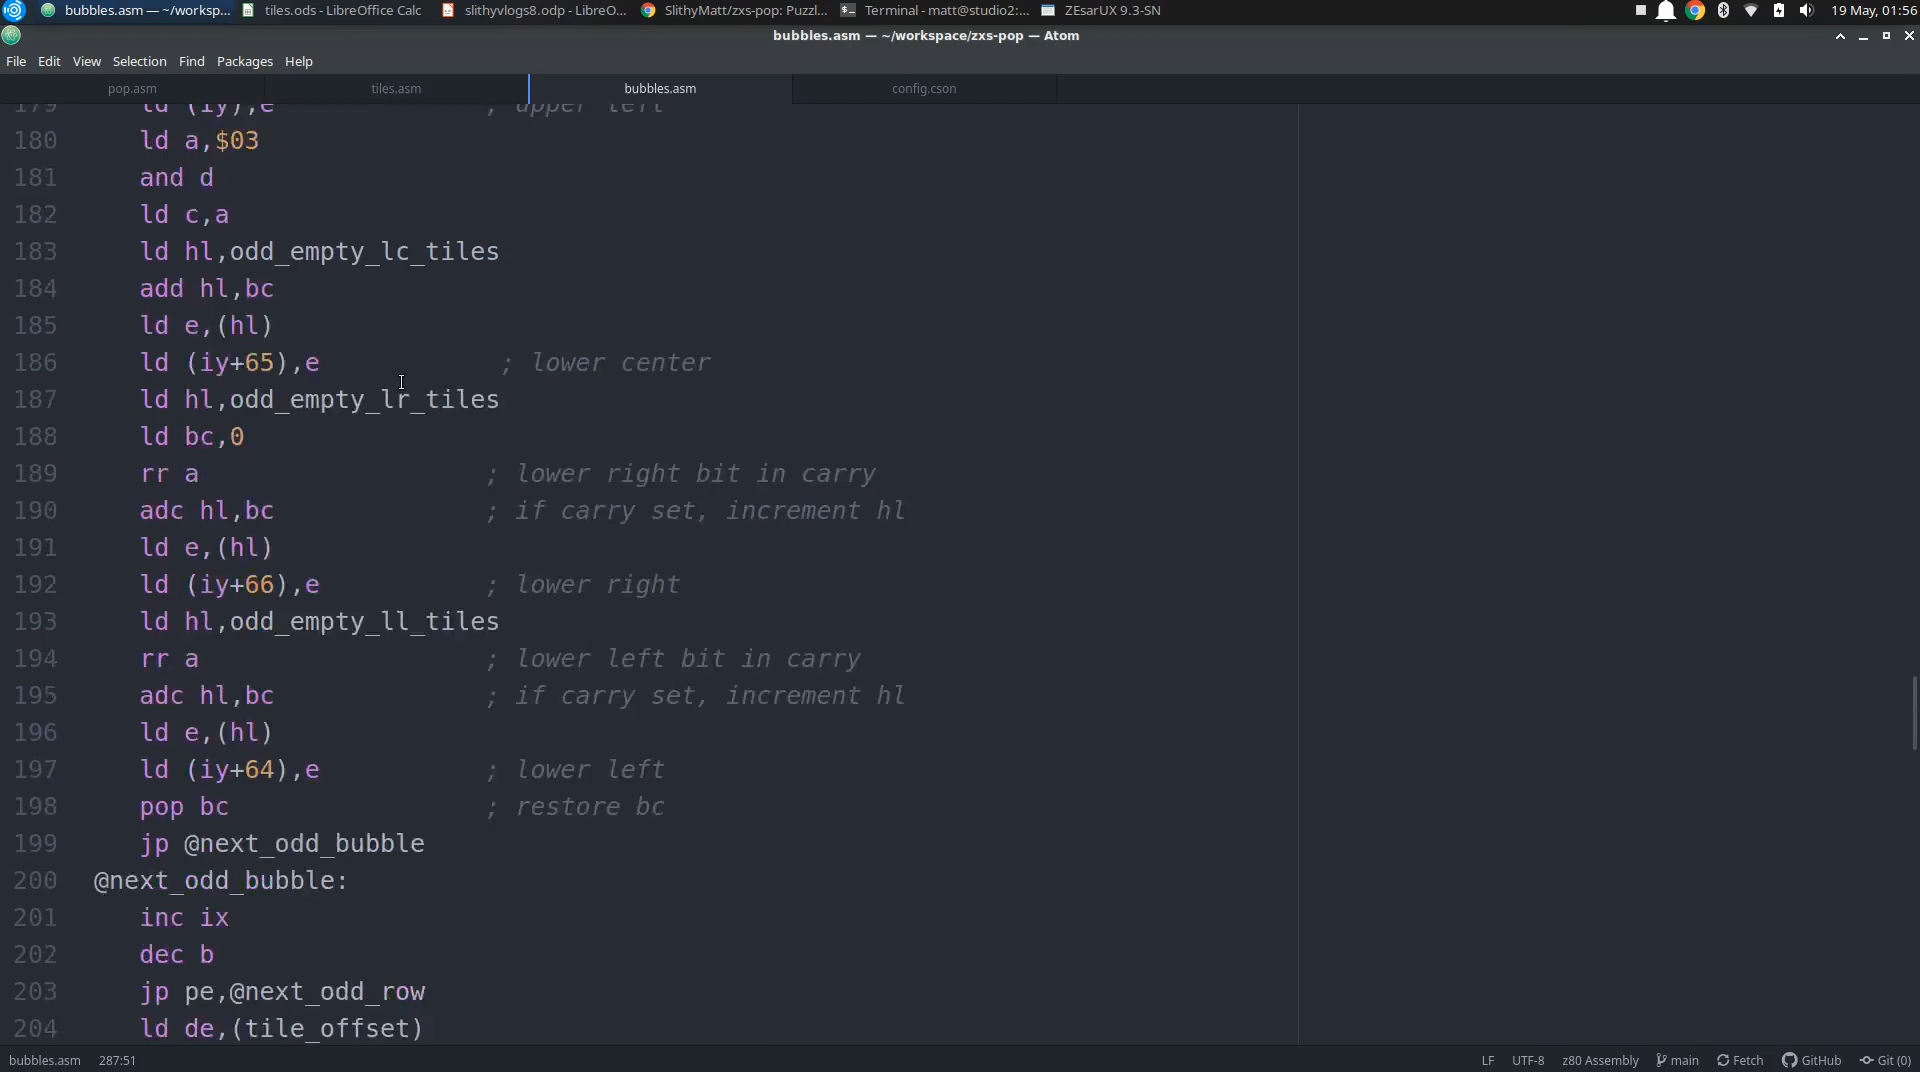 bubbles.asm — ~/worksp...
tiles.ods - LibreOffice Calc
slithyvlogs8.odp - LibreO...
SlithyMatt/zxs-pop: Puzzl...
Terminal - matt@studio2:...
ZEsarUX 9.3-SN
19 May, 01:56
bubbles.asm — ~/workspace/zxs-pop — Atom
File Edit View Selection Find Packages Help
pop.asm tiles.asm bubbles.asm config.cson
179 ld (iy),e ; upper left
180 ld a,$03
181 and d
182 ld c,a
183 ld hl,odd_empty_lc_tiles
184 add hl,bc
185 ld e,(hl)
186 ld (iy+65),e ; lower center
187 ld hl,odd_empty_lr_tiles
188 ld bc,0
189 rr a ; lower right bit in carry
190 adc hl,bc ; if carry set, increment hl
191 ld e,(hl)
192 ld (iy+66),e ; lower right
193 ld hl,odd_empty_ll_tiles
194 rr a ; lower left bit in carry
195 adc hl,bc ; if carry set, increment hl
196 ld e,(hl)
197 ld (iy+64),e ; lower left
198 pop bc ; restore bc
199 jp @next_odd_bubble
200 @next_odd_bubble:
201 inc ix
202 dec b
203 jp pe,@next_odd_row
204 ld de,(tile_offset)
bubbles.asm 287:51 LF UTF-8 z80 Assembly main Fetch GitHub Git (0)